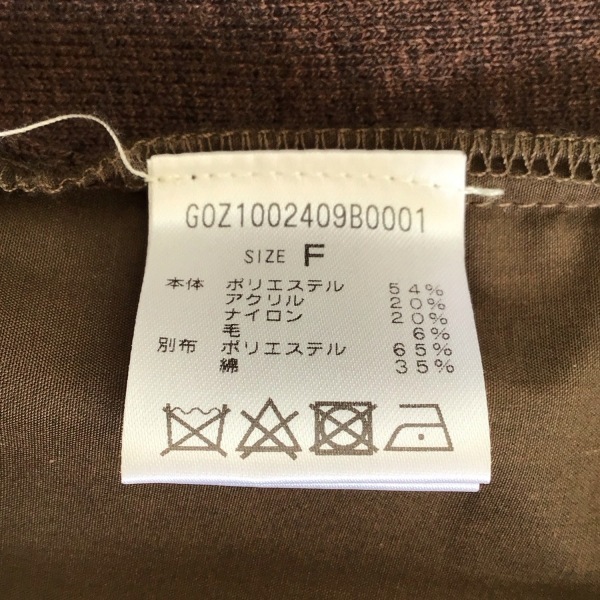 G0Z1002409B0001
SIZE F
本体 ポリエステル 54%
アクリル 20%
ナイロン 20%
毛 6%
別布 ポリエステル 65%
綿 35%